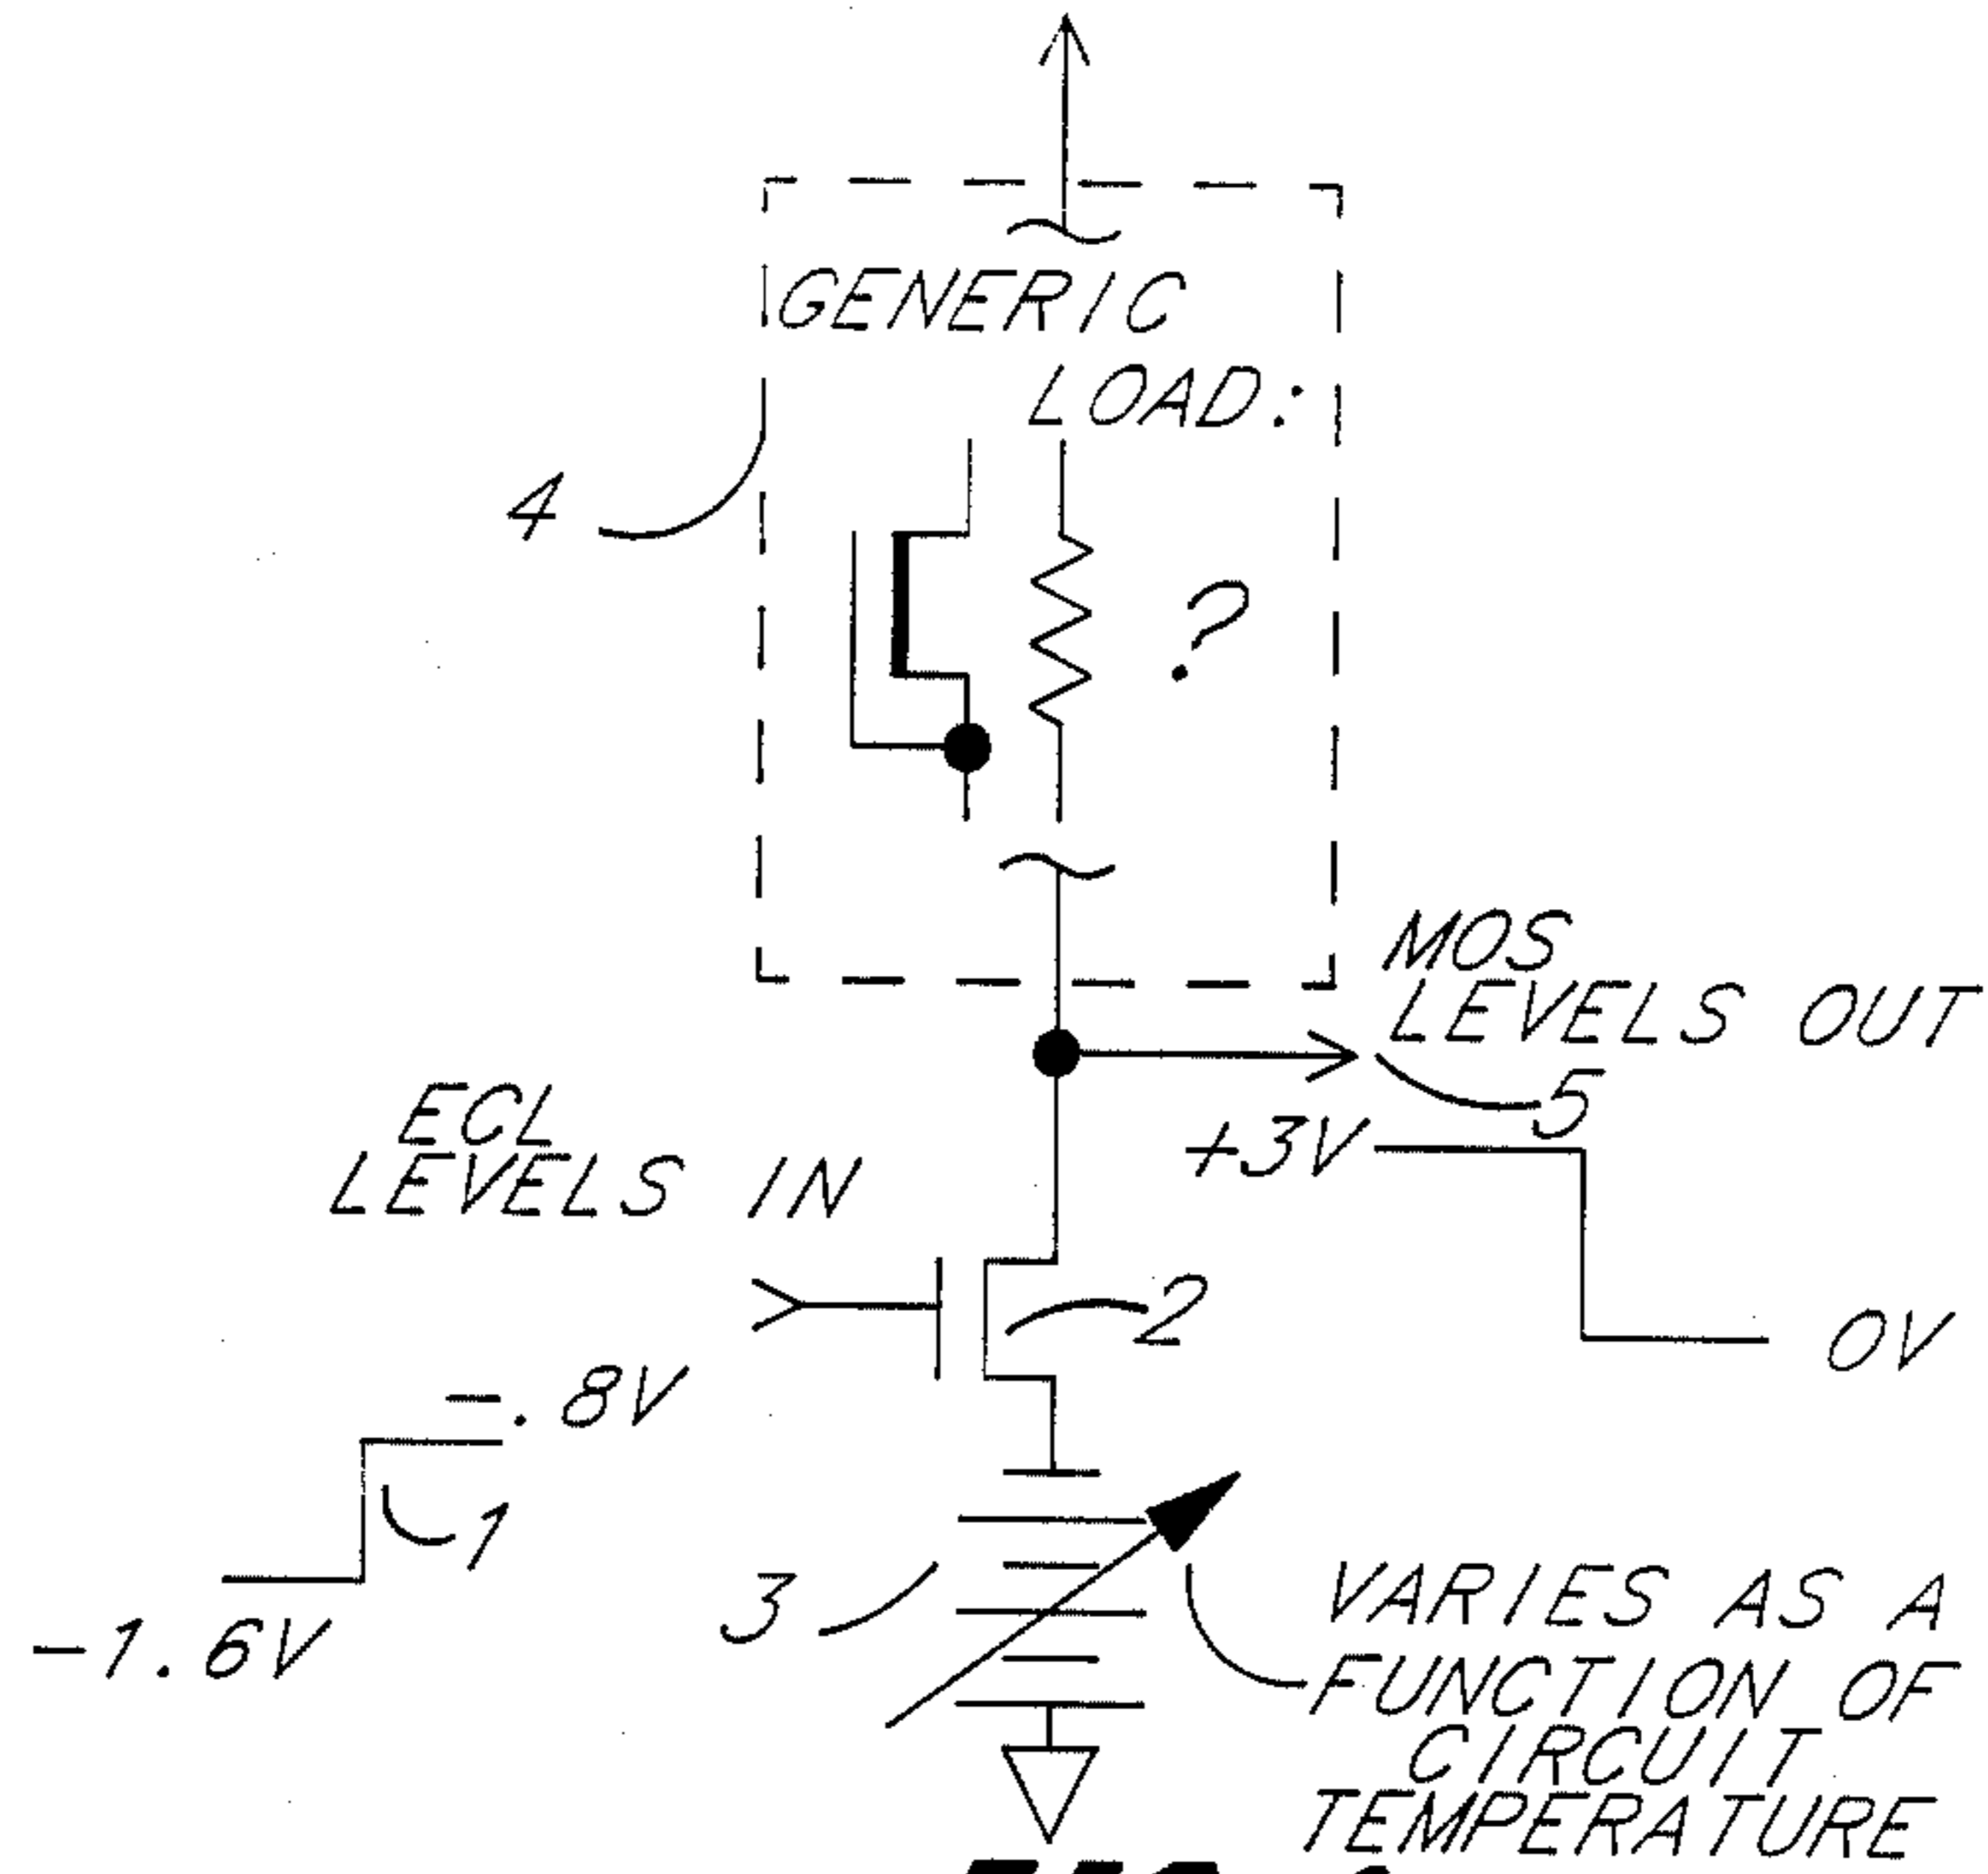 GENERIC
LOAD:
4
?
MOS
LEVELS OUT
5
ECL
LEVELS IN
+3V
0V
2
-.8V
1
-1.6V
3
VARIES AS A
FUNCTION OF
CIRCUIT
TEMPERATURE